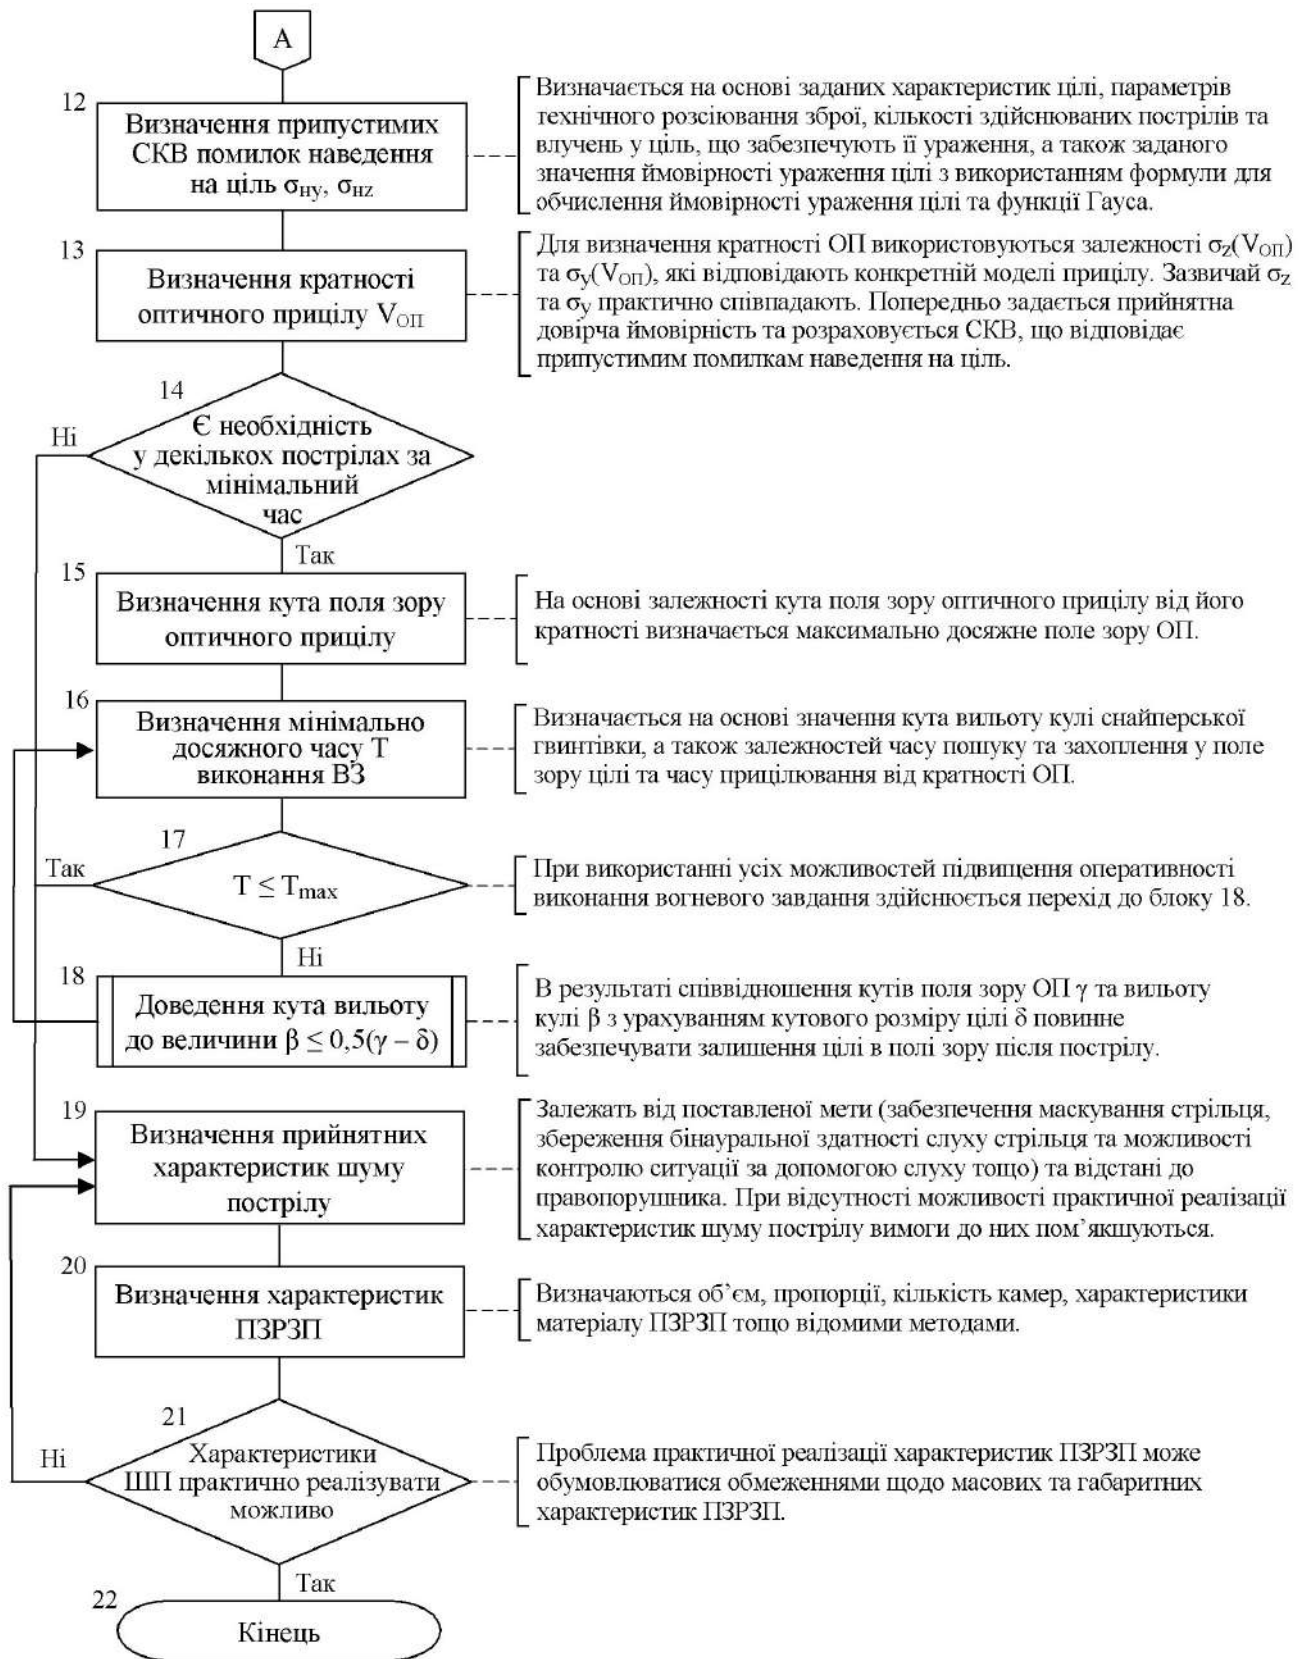 А
12
Визначення припустимих
СКВ помилок наведення
на ціль σну, σнz
Визначається на основі заданих характеристик цілі, параметрів
технічного розсіювання зброї, кількості здійснюваних пострілів та
влучень у ціль, що забезпечують її ураження, а також заданого
значення ймовірності ураження цілі з використанням формули для
обчислення ймовірності ураження цілі та функції Гауса.
13
Визначення кратності
оптичного прицілу VОП
Для визначення кратності ОП використовуються залежності σz(VОП)
та σy(VОП), які відповідають конкретній моделі прицілу. Зазвичай σz
та σy практично співпадають. Попередньо задається прийнятна
довірча ймовірність та розраховується СКВ, що відповідає
припустимим помилкам наведення на ціль.
14
Ні
Є необхідність
у декількох пострілах за
мінімальний
час
Так
15
Визначення кута поля зору
оптичного прицілу
На основі залежності кута поля зору оптичного прицілу від його
кратності визначається максимально досяжне поле зору ОП.
16
Визначення мінімально
досяжного часу Т
виконання ВЗ
Визначається на основі значення кута вильоту кулі снайперської
гвинтівки, а також залежностей часу пошуку та захоплення у поле
зору цілі та часу прицілювання від кратності ОП.
17
Так
T ≤ Tmax
При використанні усіх можливостей підвищення оперативності
виконання вогневого завдання здійснюється перехід до блоку 18.
Ні
18
Доведення кута вильоту
до величини β ≤ 0,5(γ – δ)
В результаті співвідношення кутів поля зору ОП γ та вильоту
кулі β з урахуванням кутового розміру цілі δ повинне
забезпечувати залишення цілі в полі зору після пострілу.
19
Визначення прийнятних
характеристик шуму
пострілу
Залежать від поставленої мети (забезпечення маскування стрільця,
збереження бінауральної здатності слуху стрільця та можливості
контролю ситуації за допомогою слуху тощо) та відстані до
правопорушника. При відсутності можливості практичної реалізації
характеристик шуму пострілу вимоги до них пом’якшуються.
20
Визначення характеристик
ПЗРЗП
Визначаються об’єм, пропорції, кількість камер, характеристики
матеріалу ПЗРЗП тощо відомими методами.
21
Ні
Характеристики
ШП практично реалізувати
можливо
Проблема практичної реалізації характеристик ПЗРЗП може
обумовлюватися обмеженнями щодо масових та габаритних
характеристик ПЗРЗП.
Так
22
Кінець